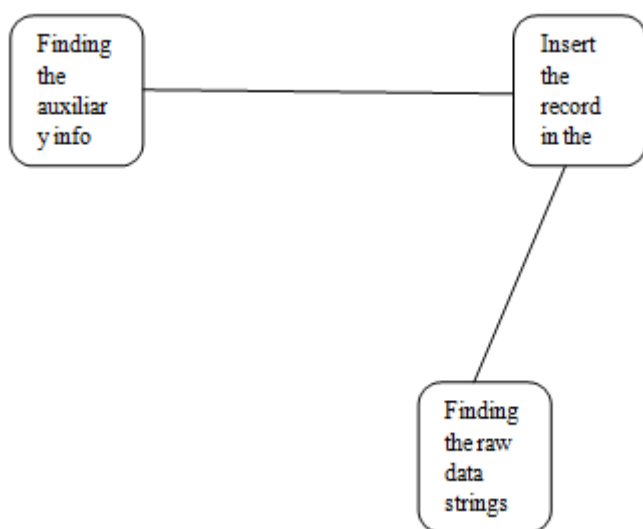 Finding
the
auxiliar
y info
Insert
the
record
in the
Finding
the raw
data
strings